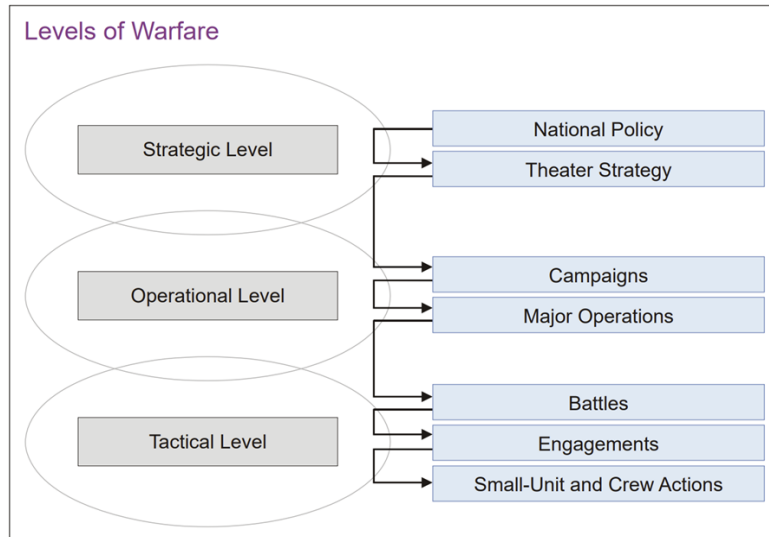 Levels of Warfare
Strategic Level
National Policy
Theater Strategy
Operational Level
Campaigns
Major Operations
Tactical Level
Battles
Engagements
Small-Unit and Crew Actions